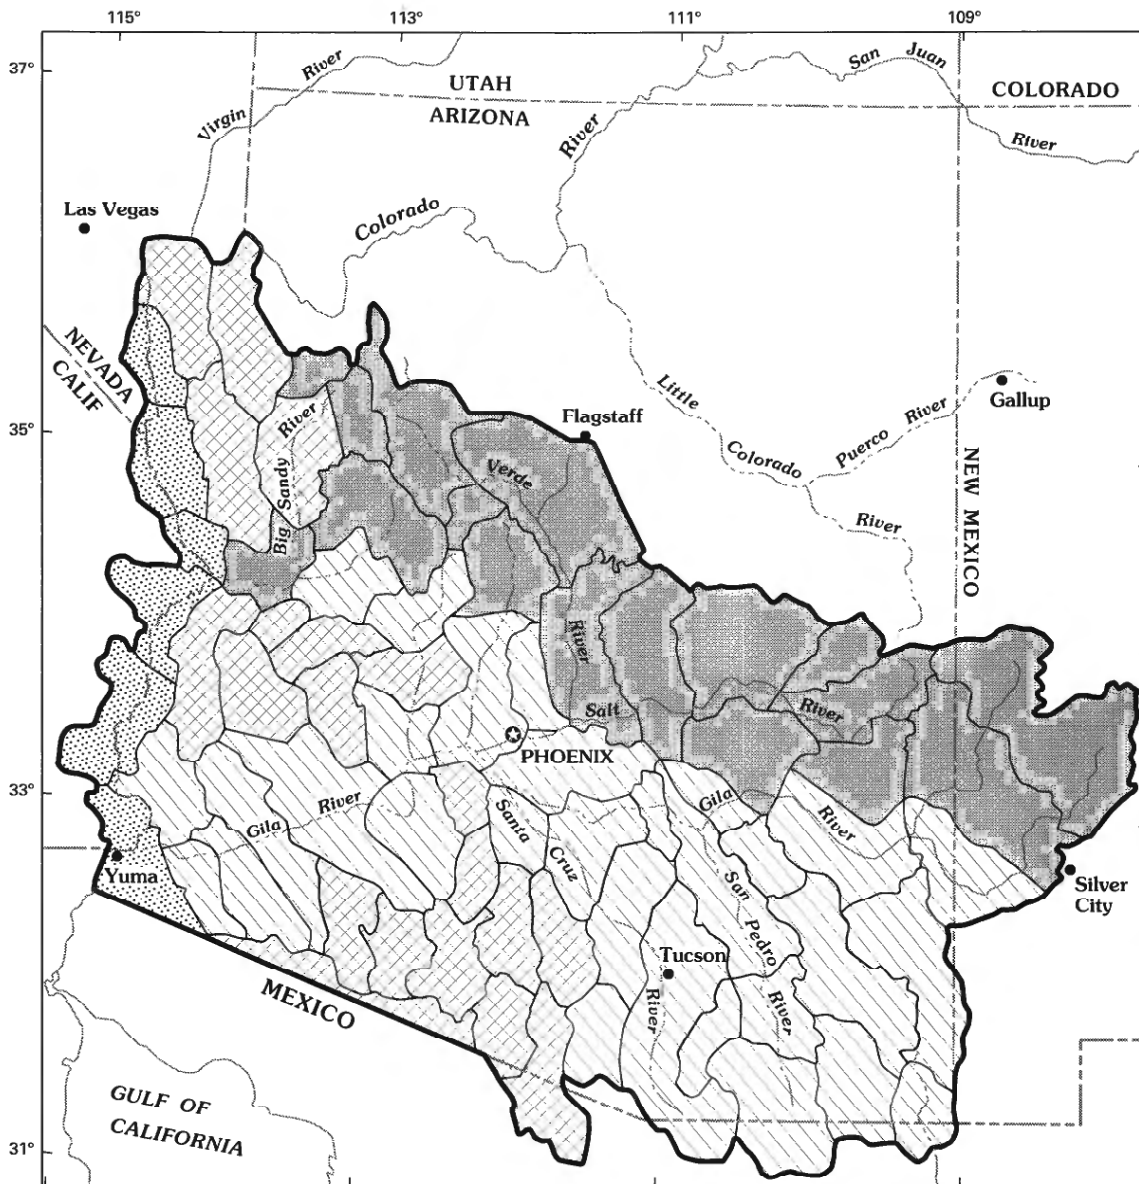 115° 113° 111° 109°
37°
River
San Juan
UTAH
COLORADO
Virgin
ARIZONA
River
River
Las Vegas
Colorado
NEVADA
CALIF
Little
River
Gallup
Flagstaff
River
35°
Puerco
Colorado
Verde
Big Sandy
NEW MEXICO
River
River
Salt
River
PHOENIX
33°
River
Gila
Gila
River
Santa
Cruz
Yuma
San
Silver
City
Pedro
Tucson
MEXICO
River
River
GULF OF
CALIFORNIA
31°